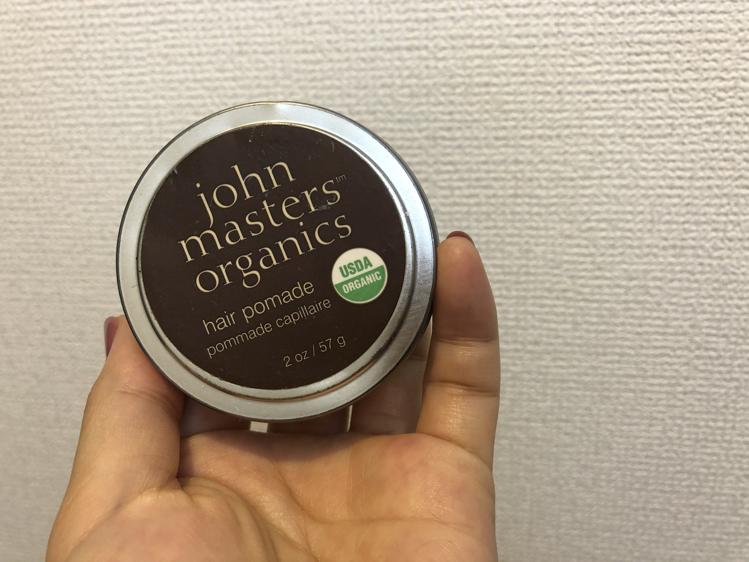 john
masters™
organics
USDA
ORGANIC
hair pomade
pommade capillaire
2 oz / 57 g